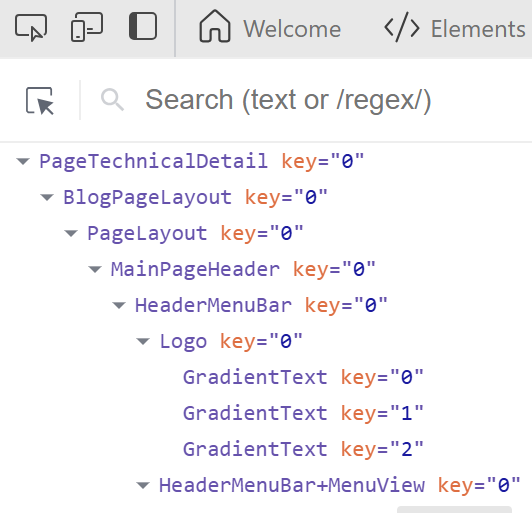 Welcome </> Elements
Search (text or /regex/)
PageTechnicalDetail key="0"
BlogPageLayout key="0"
PageLayout key="0"
MainPageHeader key="0"
HeaderMenuBar key="0"
Logo key="0"
GradientText key="0"
GradientText key="1"
GradientText key="2"
HeaderMenuBar+MenuView key="0"